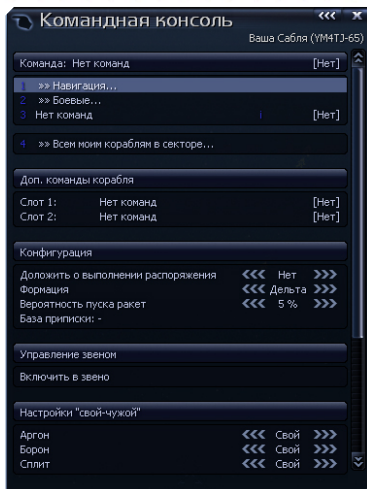 Командная консоль
Ваша Сабля (YM4TJ-65)
Команда: Нет команд [Нет]
1 >> Навигация...
2 >> Боевые...
3 Нет команд i [Нет]
4 >> Всем моим кораблям в секторе...
Доп. команды корабля
Слот 1: Нет команд [Нет]
Слот 2: Нет команд [Нет]
Конфигурация
Доложить о выполнении распоряжения <<< Нет >>>
Формация <<< Дельта >>>
Вероятность пуска ракет <<< 5 % >>>
База приписки: -
Управление звеном
Включить в звено
Настройки "свой-чужой"
Аргон <<< Свой >>>
Борон <<< Свой >>>
Сплит <<< Свой >>>